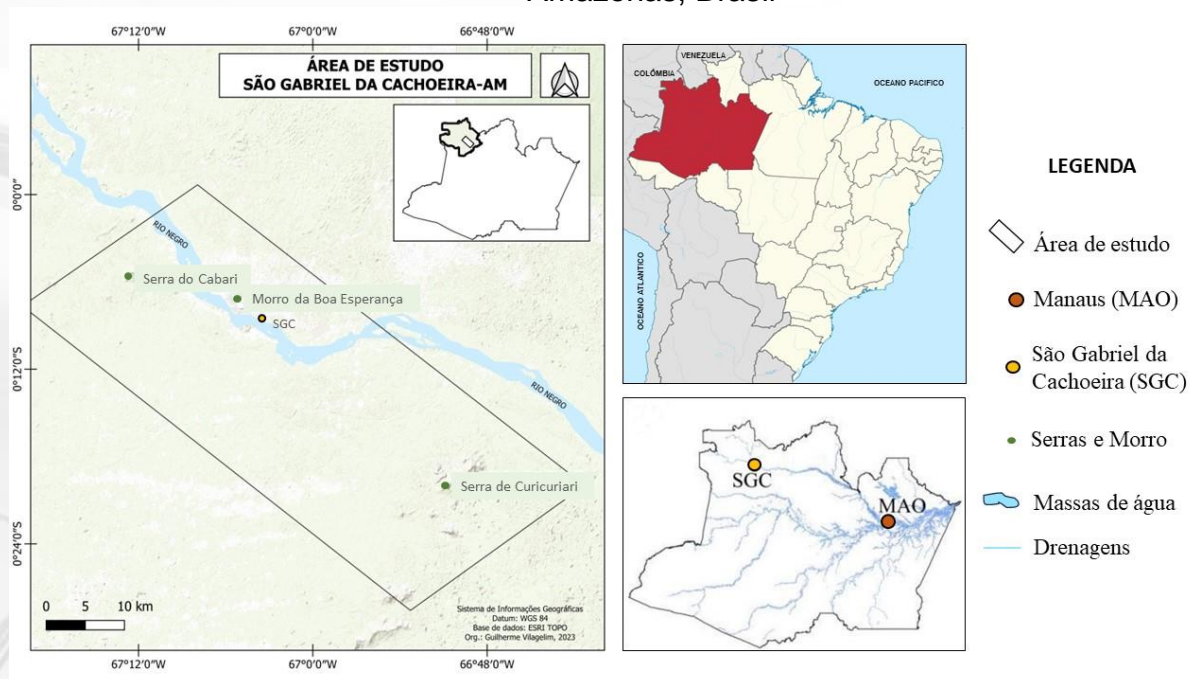 Amazonas, Brasil
67°12'0"W
67°0'0"W
66°48'0"W
ÁREA DE ESTUDO
SÃO GABRIEL DA CACHOEIRA-AM
0°0'0"
0°12'0"S
0°24'0"S
RIO NEGRO
Serra do Cabari
Morro da Boa Esperança
SGC
RIO NEGRO
Serra de Curicuriari
0 5 10 km
Sistema de Informações Geográficas
Datum: WGS 84
Base de dados: ESRI TOPO
Org.: Guilherme Vilagelim, 2023
67°12'0"W
67°0'0"W
66°48'0"W
VENEZUELA
COLÔMBIA
OCEANO PACIFICO
OCEANO ATLANTICO
SGC
MAO
LEGENDA
Área de estudo
Manaus (MAO)
São Gabriel da
Cachoeira (SGC)
Serras e Morro
Massas de água
Drenagens